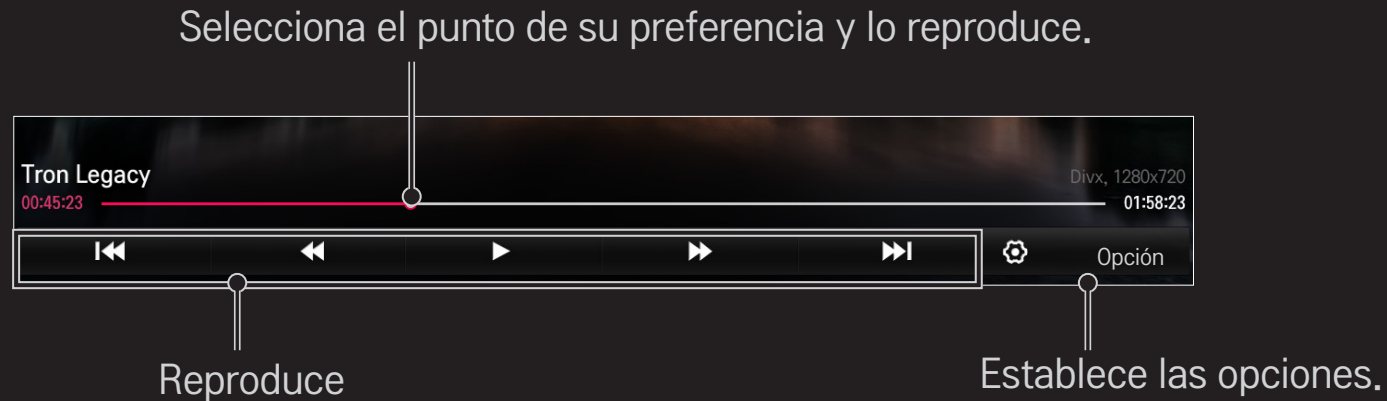 Selecciona el punto de su preferencia y lo reproduce.
Tron Legacy
Divx, 1280x720
00:45:23
01:58:23
Opción
Reproduce
Establece las opciones.